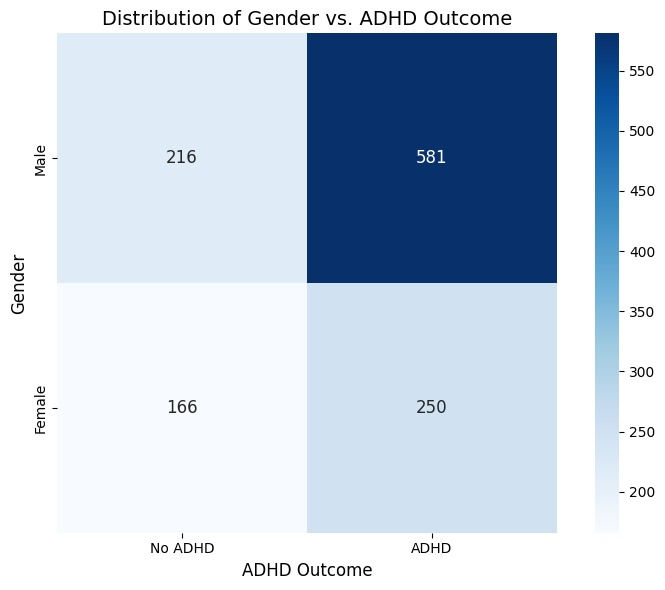 Distribution of Gender vs. ADHD Outcome
Gender
Male
Female
216
581
166
250
No ADHD
ADHD
ADHD Outcome
550
500
450
400
350
300
250
200